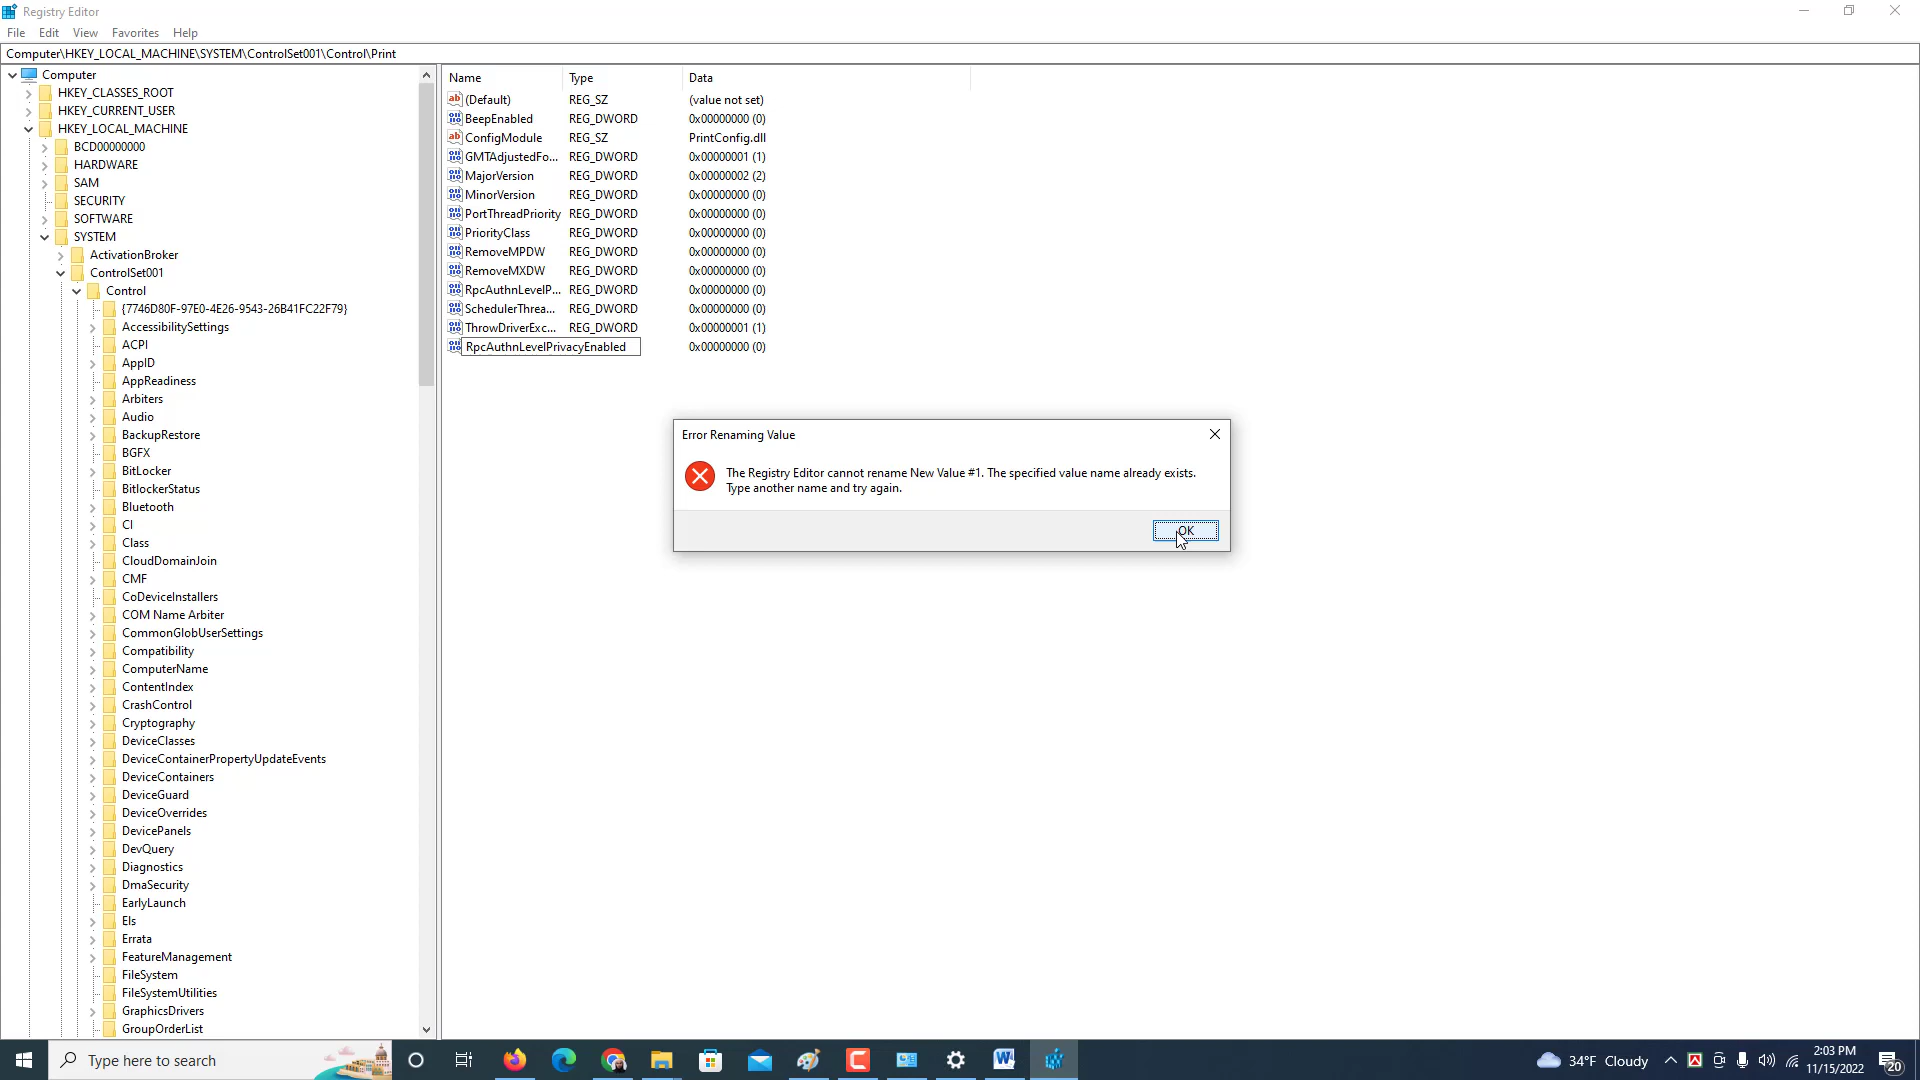 Registry Editor
File Edit View Favorites Help
Computer\HKEY_LOCAL_MACHINE\SYSTEM\ControlSet001\Control\Print
Computer
HKEY_CLASSES_ROOT
HKEY_CURRENT_USER
HKEY_LOCAL_MACHINE
BCD00000000
HARDWARE
SAM
SECURITY
SOFTWARE
SYSTEM
ActivationBroker
ControlSet001
Control
{7746D80F-97E0-4E26-9543-26B41FC22F79}
AccessibilitySettings
ACPI
AppID
AppReadiness
Arbiters
Audio
BackupRestore
BGFX
BitLocker
BitlockerStatus
Bluetooth
CI
Class
CloudDomainJoin
CMF
CoDeviceInstallers
COM Name Arbiter
CommonGlobUserSettings
Compatibility
ComputerName
ContentIndex
CrashControl
Cryptography
DeviceClasses
DeviceContainerPropertyUpdateEvents
DeviceContainers
DeviceGuard
DeviceOverrides
DevicePanels
DevQuery
Diagnostics
DmaSecurity
EarlyLaunch
Els
Errata
FeatureManagement
FileSystem
FileSystemUtilities
GraphicsDrivers
GroupOrderList
Name Type Data
(Default) REG_SZ (value not set)
BeepEnabled REG_DWORD 0x00000000 (0)
ConfigModule REG_SZ PrintConfig.dll
GMTAdjustedFo... REG_DWORD 0x00000001 (1)
MajorVersion REG_DWORD 0x00000002 (2)
MinorVersion REG_DWORD 0x00000000 (0)
PortThreadPriority REG_DWORD 0x00000000 (0)
PriorityClass REG_DWORD 0x00000000 (0)
RemoveMPDW REG_DWORD 0x00000000 (0)
RemoveMXDW REG_DWORD 0x00000000 (0)
RpcAuthnLevelP... REG_DWORD 0x00000000 (0)
SchedulerThrea... REG_DWORD 0x00000000 (0)
ThrowDriverExc... REG_DWORD 0x00000001 (1)
RpcAuthnLevelPrivacyEnabled 0x00000000 (0)
Error Renaming Value
The Registry Editor cannot rename New Value #1. The specified value name already exists.
Type another name and try again.
OK
Type here to search
34°F Cloudy
2:03 PM
11/15/2022
20